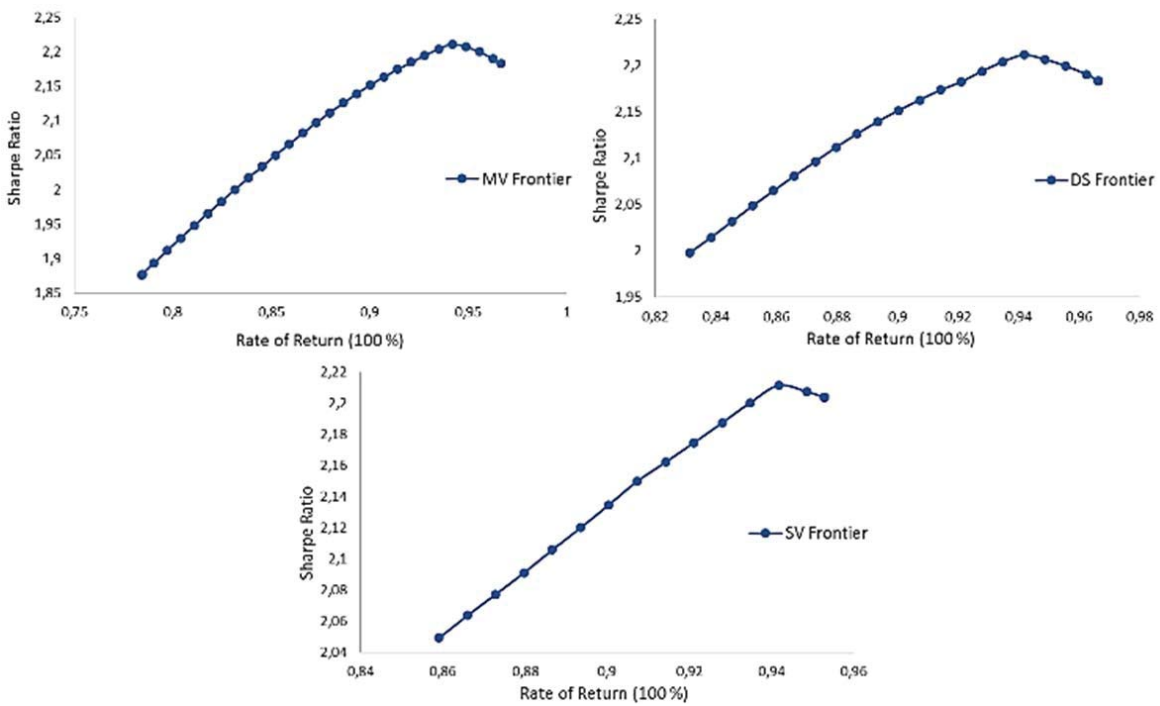 2,25
2,2
2,15
2,1
2,05
2
1,95
1,9
1,85
Sharpe Ratio
MV Frontier
0,75 0,8 0,85 0,9 0,95 1
Rate of Return (100 %)
2,25
2,2
2,15
2,1
2,05
2
1,95
Sharpe Ratio
DS Frontier
0,82 0,84 0,86 0,88 0,9 0,92 0,94 0,96 0,98
Rate of Return (100 %)
2,22
2,2
2,18
2,16
2,14
2,12
2,1
2,08
2,06
2,04
Sharpe Ratio
SV Frontier
0,84 0,86 0,88 0,9 0,92 0,94 0,96
Rate of Return (100 %)